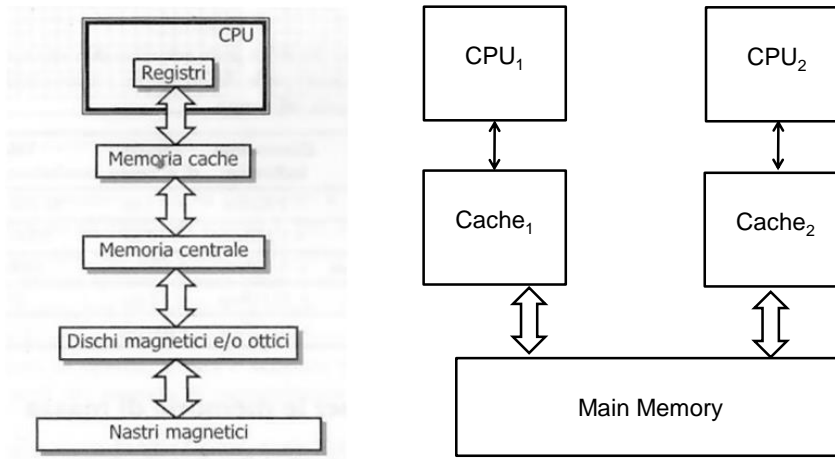 CPU
Registri
Memoria cache
Memoria centrale
Dischi magnetici e/o ottici
Nastri magnetici
CPU₁
CPU₂
Cache₁
Cache₂
Main Memory